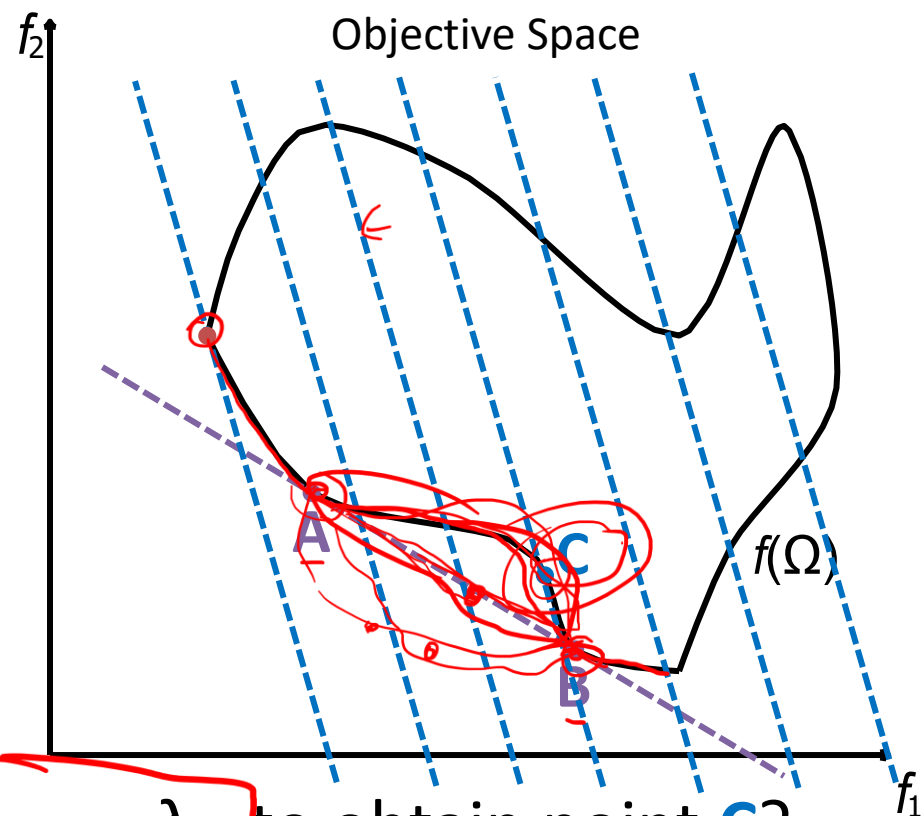 Objective Space
f₂
A
C
f(Ω)
B
f₁
λ to obtain point C?